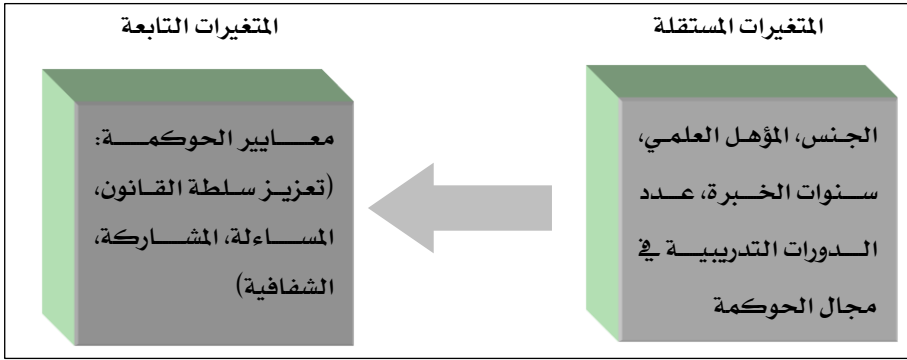 المتغيرات المستقلة
الجنس، المؤهل العلمي،
سنوات الخبرة، عدد
الدورات التدريبية في
مجال الحوكمة
المتغيرات التابعة
معايير الحوكمة:
(تعزيز سلطة القانون،
المساءلة، المشاركة،
الشفافية)